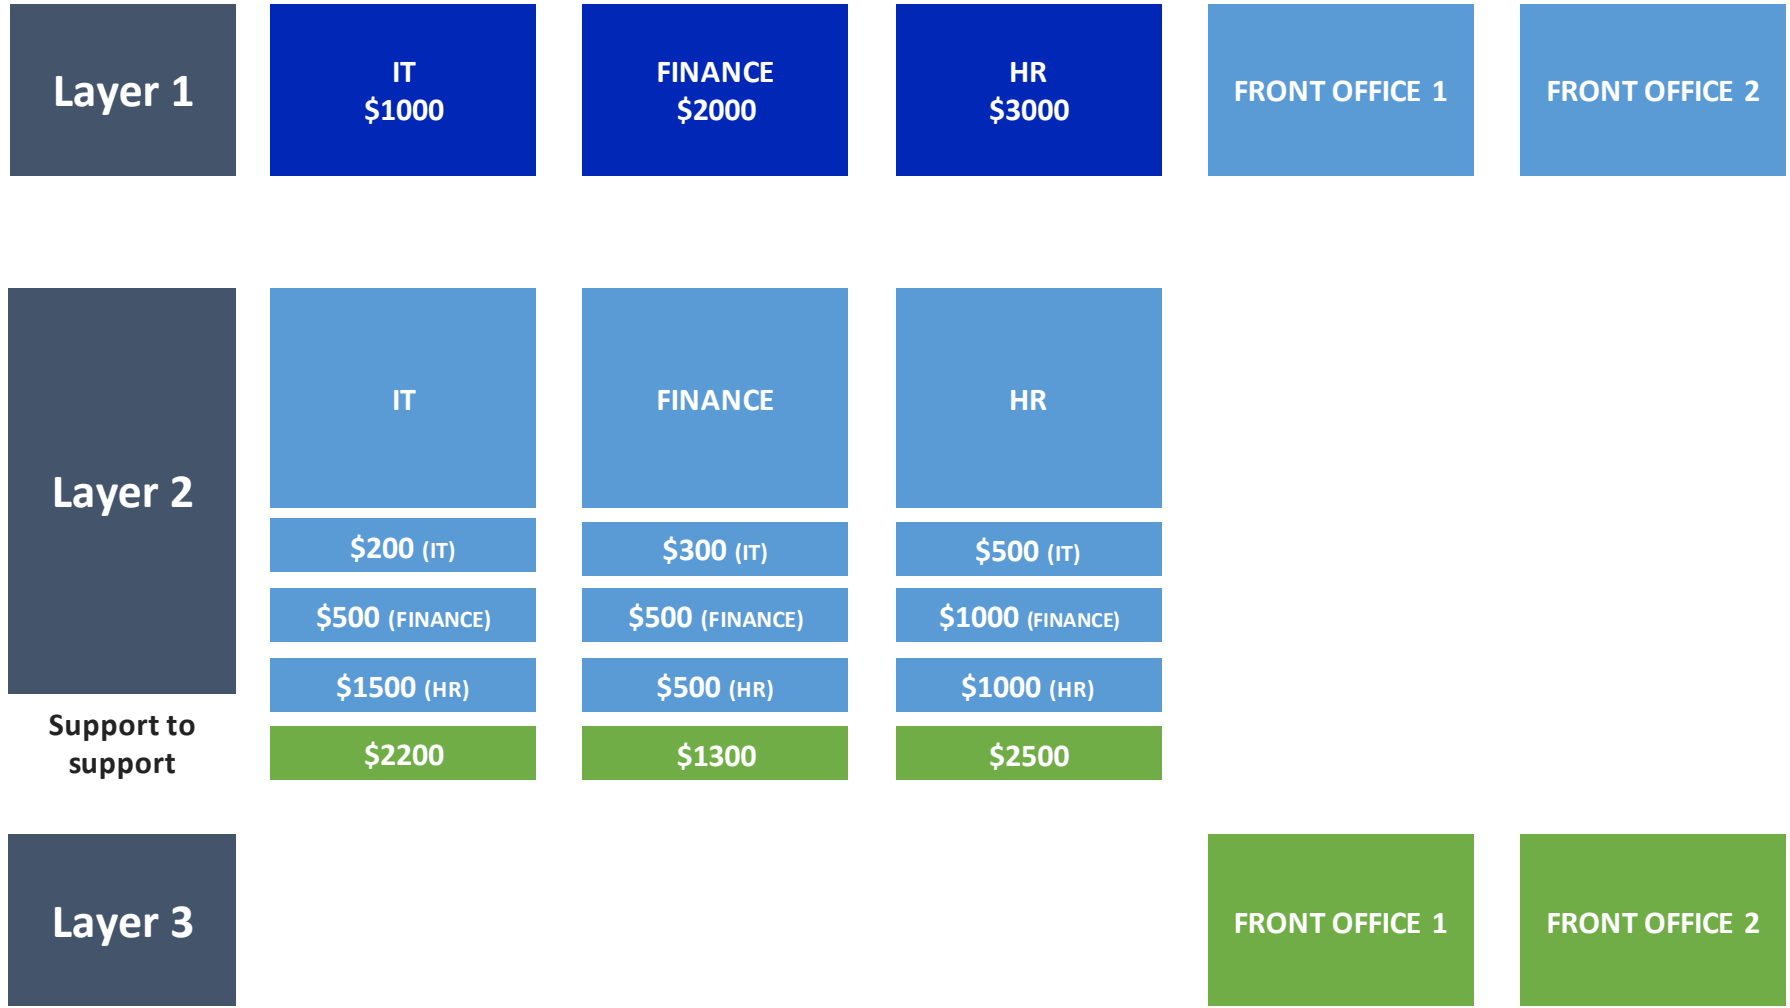 Layer 1
IT
$1000
FINANCE
$2000
HR
$3000
FRONT OFFICE 1
FRONT OFFICE 2
Layer 2
IT
FINANCE
HR
$200 (IT)
$300 (IT)
$500 (IT)
$500 (FINANCE)
$500 (FINANCE)
$1000 (FINANCE)
$1500 (HR)
$500 (HR)
$1000 (HR)
Support to
support
$2200
$1300
$2500
Layer 3
FRONT OFFICE 1
FRONT OFFICE 2